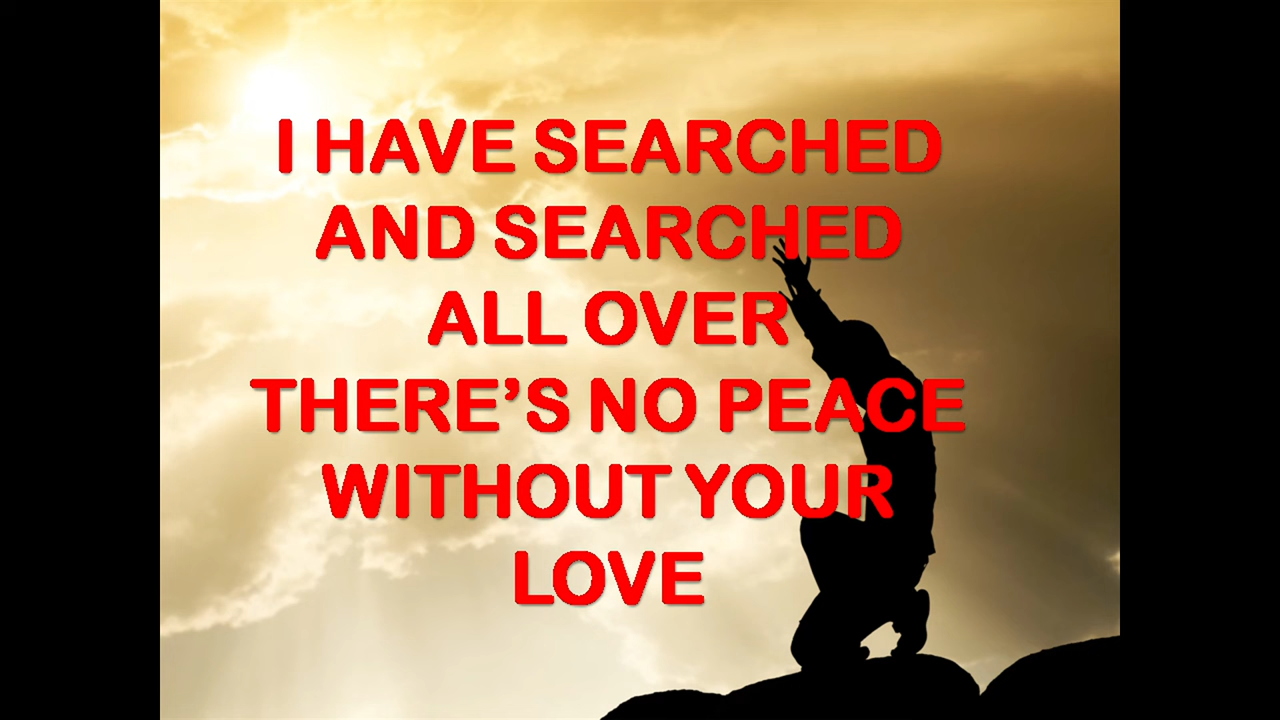 I HAVE SEARCHED
AND SEARCHED
ALL OVER
THERE’S NO PEACE
WITHOUT YOUR
LOVE